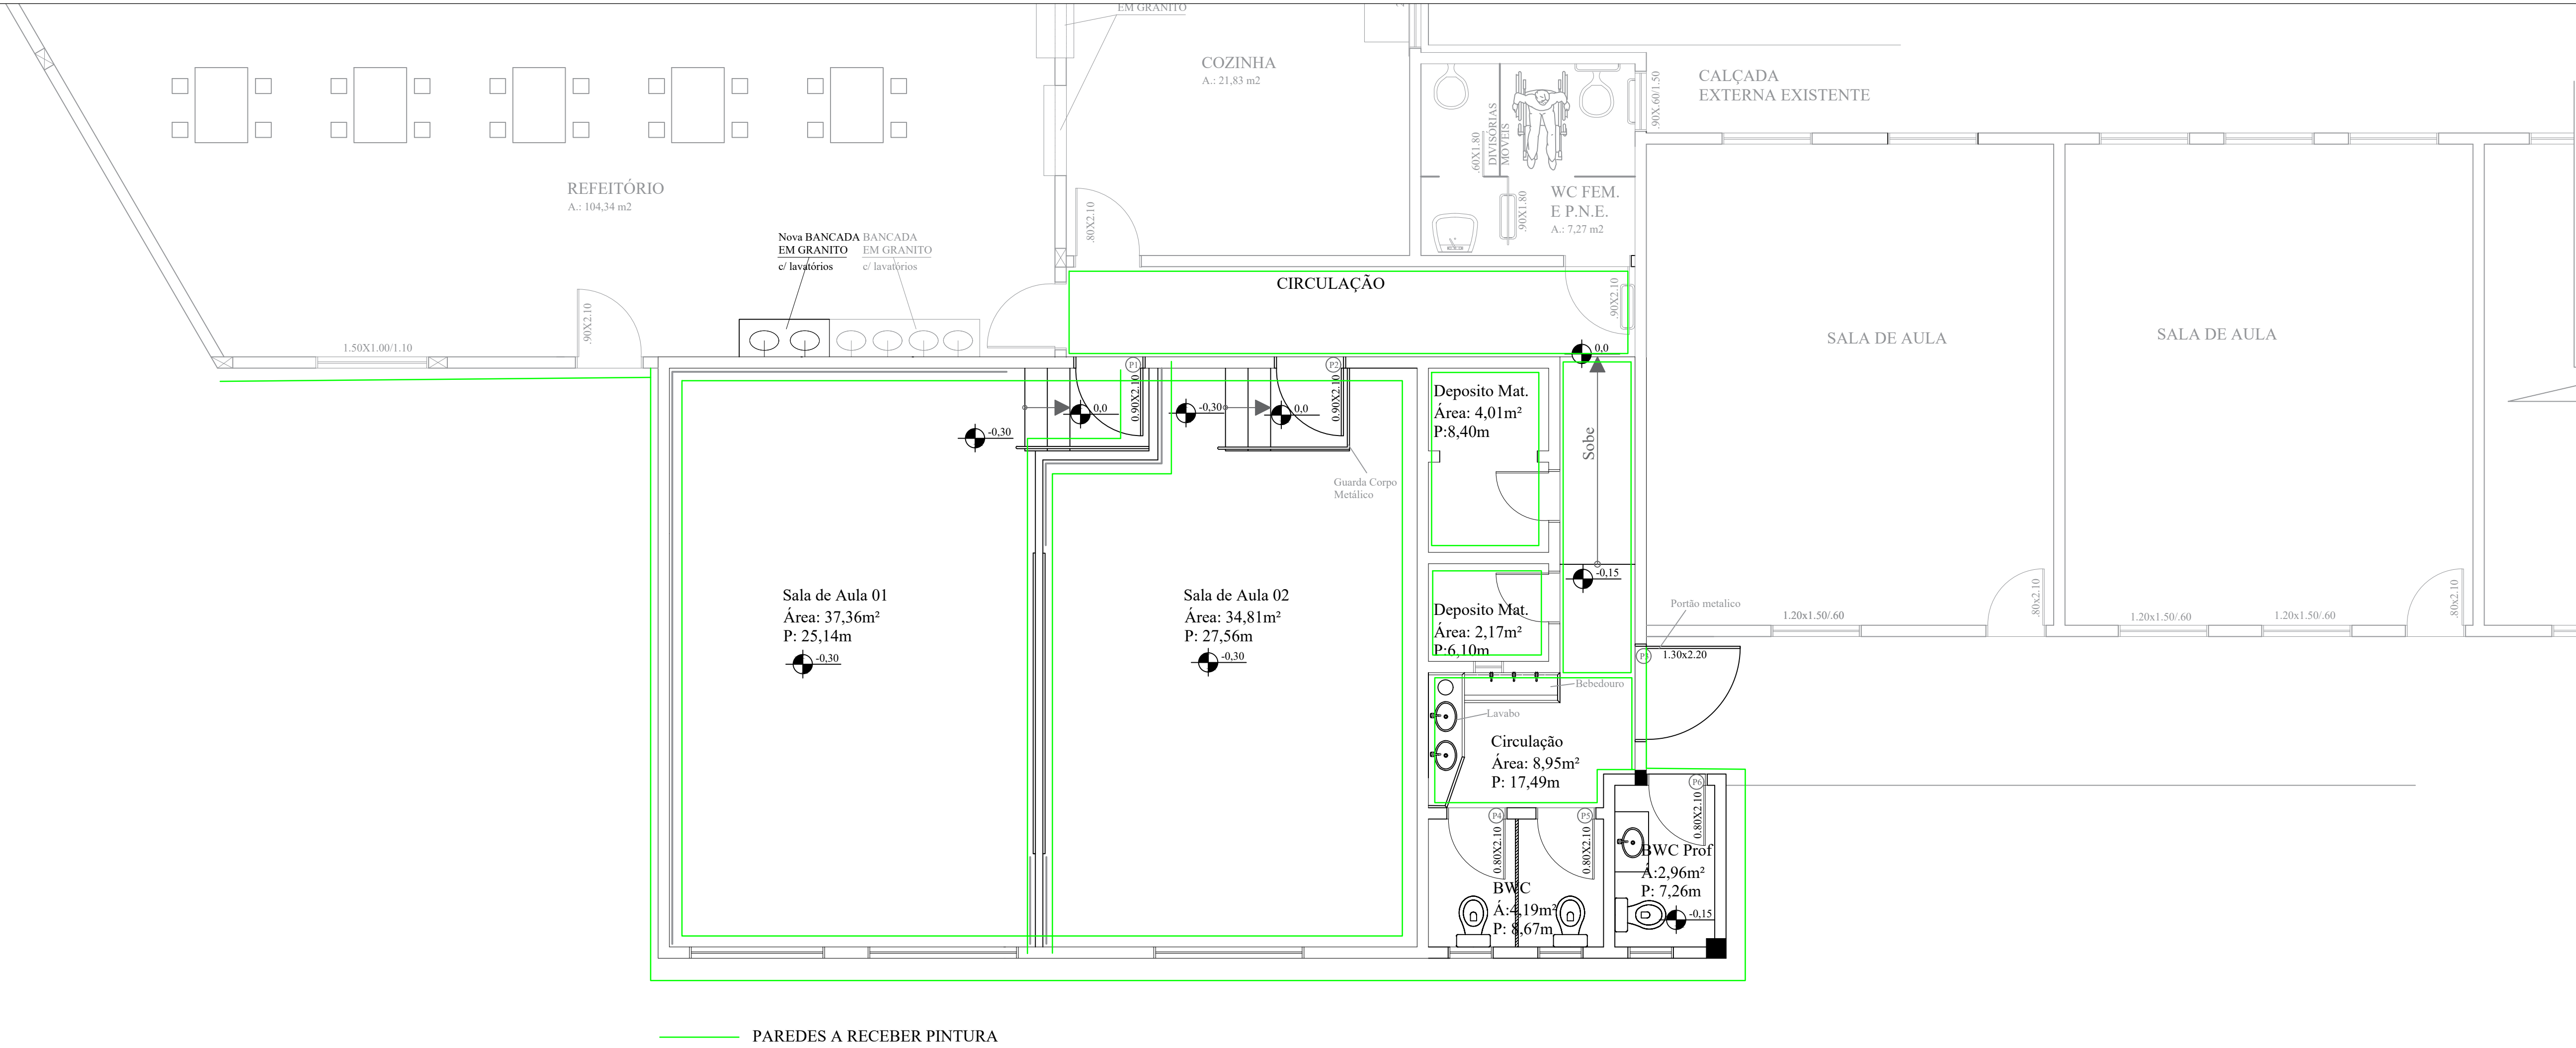 EM GRANITO
COZINHA
A.: 21,83 m2
CALÇADA
EXTERNA EXISTENTE
.90X.60/1.50
DIVISÓRIAS
MÓVEIS
.60X1.80
.90X1.80
WC FEM.
E P.N.E.
A.: 7,27 m2
REFEITÓRIO
A.: 104,34 m2
.80X2.10
Nova BANCADA
EM GRANITO
c/ lavatórios
BANCADA
EM GRANITO
c/ lavatórios
CIRCULAÇÃO
.90X2.10
.90X2.10
1.50X1.00/1.10
SALA DE AULA
SALA DE AULA
0,0
P1
0.90X2.10
P2
0.90X2.10
0,0
-0,30
0,0
-0,30
Deposito Mat.
Área: 4,01m²
P:8,40m
Sobe
Guarda Corpo
Metálico
-0,15
Sala de Aula 01
Área: 37,36m²
P: 25,14m
-0,30
Sala de Aula 02
Área: 34,81m²
P: 27,56m
-0,30
Deposito Mat.
Área: 2,17m²
P:6,10m
Portão metalico
1.30x2.20
1.20x1.50/.60
.80x2.10
1.20x1.50/.60
1.20x1.50/.60
.80x2.10
Bebedouro
Lavabo
Circulação
Área: 8,95m²
P: 17,49m
P4
0.80X2.10
P5
0.80X2.10
P6
0.80X2.10
BWC Prof
Á:2,96m²
P: 7,26m
-0,15
BWC
Á:4,19m²
P: 8,67m
PAREDES A RECEBER PINTURA